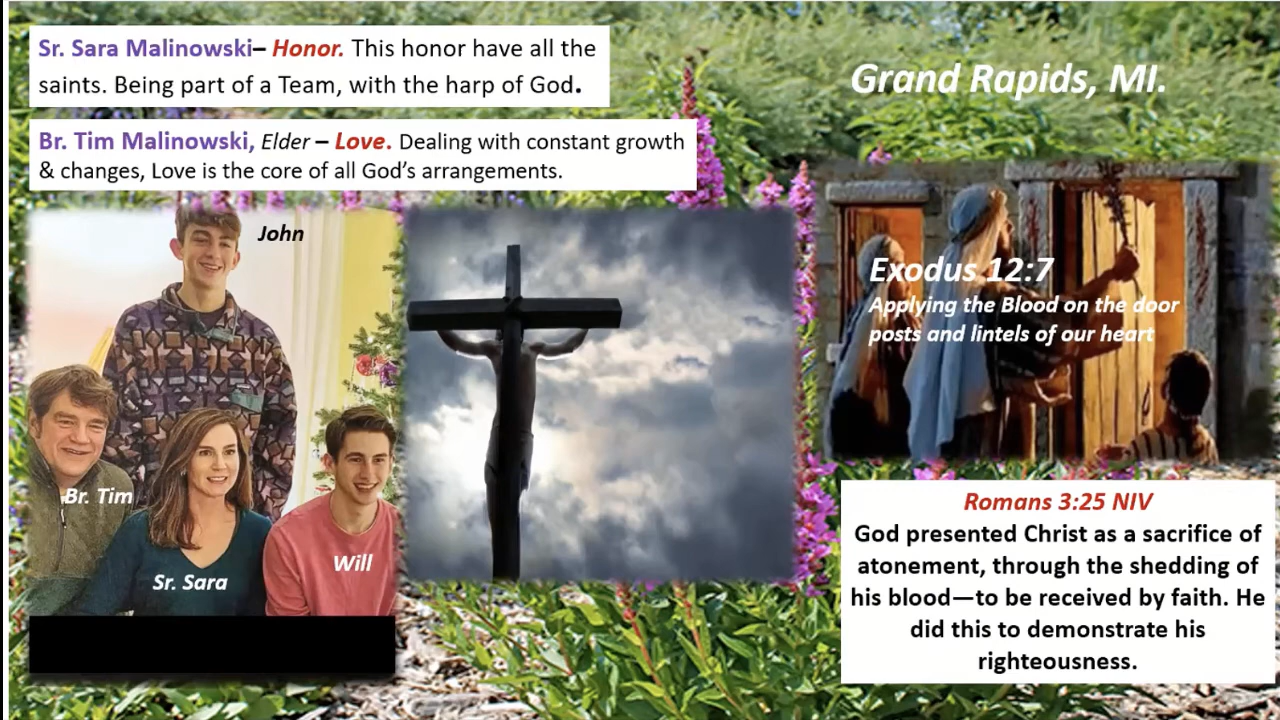 Sr. Sara Malinowski– Honor. This honor have all the
saints. Being part of a Team, with the harp of God.
Br. Tim Malinowski, Elder – Love. Dealing with constant growth
& changes, Love is the core of all God's arrangements.
John
Br. Tim
Sr. Sara
Will
Grand Rapids, MI.
Exodus 12:7
Applying the Blood on the door
posts and lintels of our heart
Romans 3:25 NIV
God presented Christ as a sacrifice of
atonement, through the shedding of
his blood—to be received by faith. He
did this to demonstrate his
righteousness.